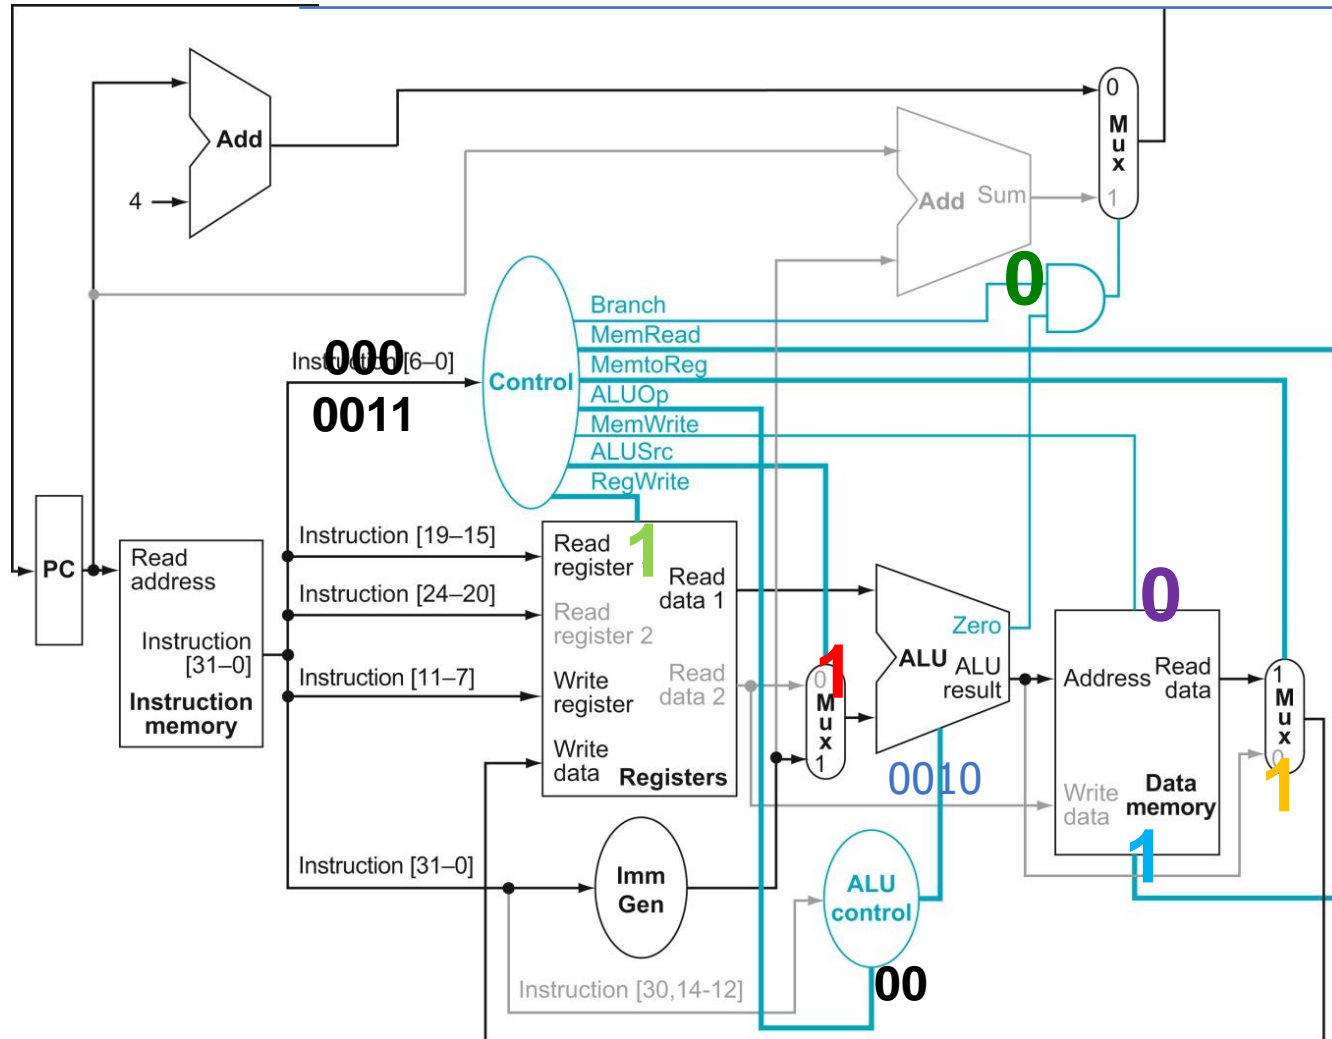 0
M
u
x
1
Add
4
Add Sum
0
Branch
MemRead
MemtoReg
ALUOp
MemWrite
ALUSrc
RegWrite
Control
000
Instruction [6–0]
0011
Instruction [19–15]
Instruction [24–20]
Instruction [11–7]
PC
Read
address
Instruction
[31–0]
Instruction
memory
1
Read
register
Read
data 1
Read
register 2
Write
register
Read
data 2
Write
data
Registers
1
0
M
u
x
1
Zero
ALU
ALU
result
0010
0
Address
Read
data
Write
data
Data
memory
1
1
M
u
x
0
1
Instruction [31–0]
Imm
Gen
ALU
control
00
Instruction [30,14-12]